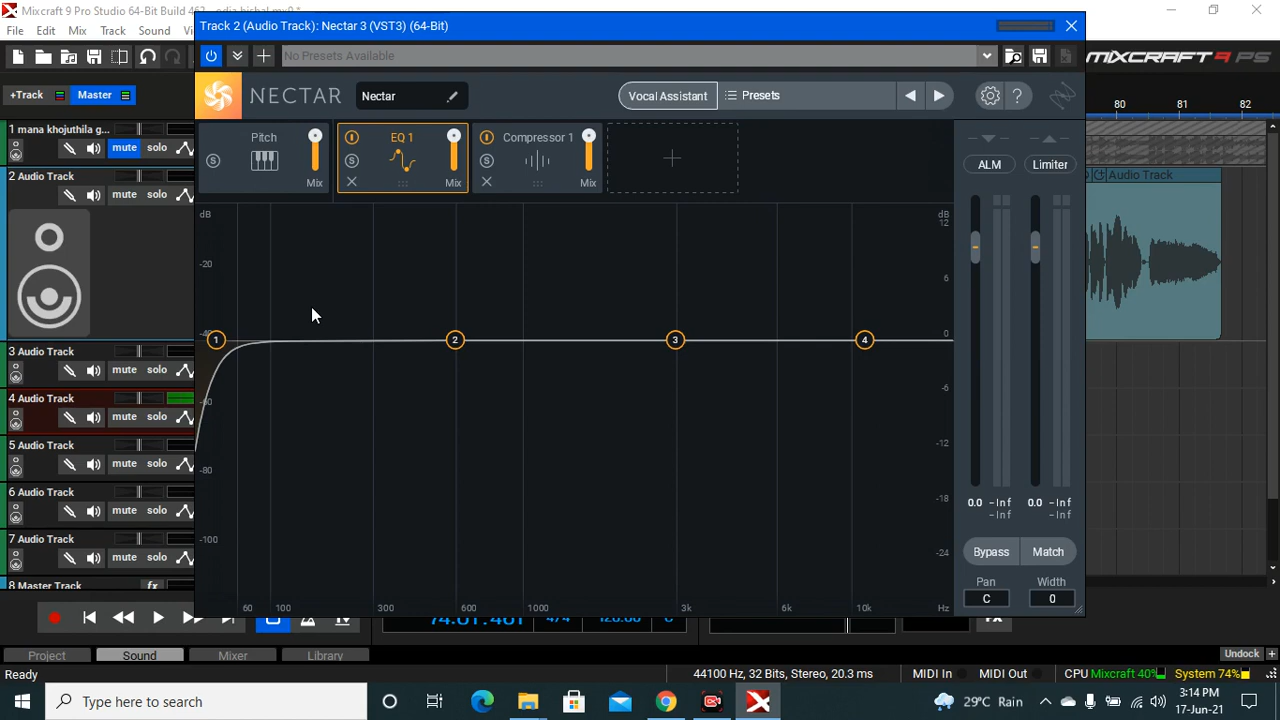 Mixcraft 9 Pro Studio 64-Bit Build 462
Track 2 (Audio Track): Nectar 3 (VST3) (64-Bit)
File Edit Mix Track Sound
No Presets Available
MIXCRAFT 9 PS
+Track Master
NECTAR Nectar Vocal Assistant Presets ?
80 81 82
1 mana khojuthila g...
mute solo
2 Audio Track
mute solo
Pitch S Mix
EQ 1 S Mix
Compressor 1 S Mix
+
ALM Limiter
Audio Track
dB dB
12
-20 6
-40 0
1 2 3 4
-60 -6
-12
-80 -18
-100 -24
60 100 300 600 1000 3k 6k 10k Hz
0.0 -Inf 0.0 -Inf
-Inf -Inf
Bypass Match
Pan Width
C 0
3 Audio Track
mute solo
4 Audio Track
mute solo
5 Audio Track
mute solo
6 Audio Track
mute solo
7 Audio Track
mute solo
8 Master Track fx
FX
Project Sound Mixer Library
Undock +
Ready 44100 Hz, 32 Bits, Stereo, 20.3 ms MIDI In MIDI Out CPU Mixcraft 40% System 74%
Type here to search
29°C Rain
3:14 PM
17-Jun-21